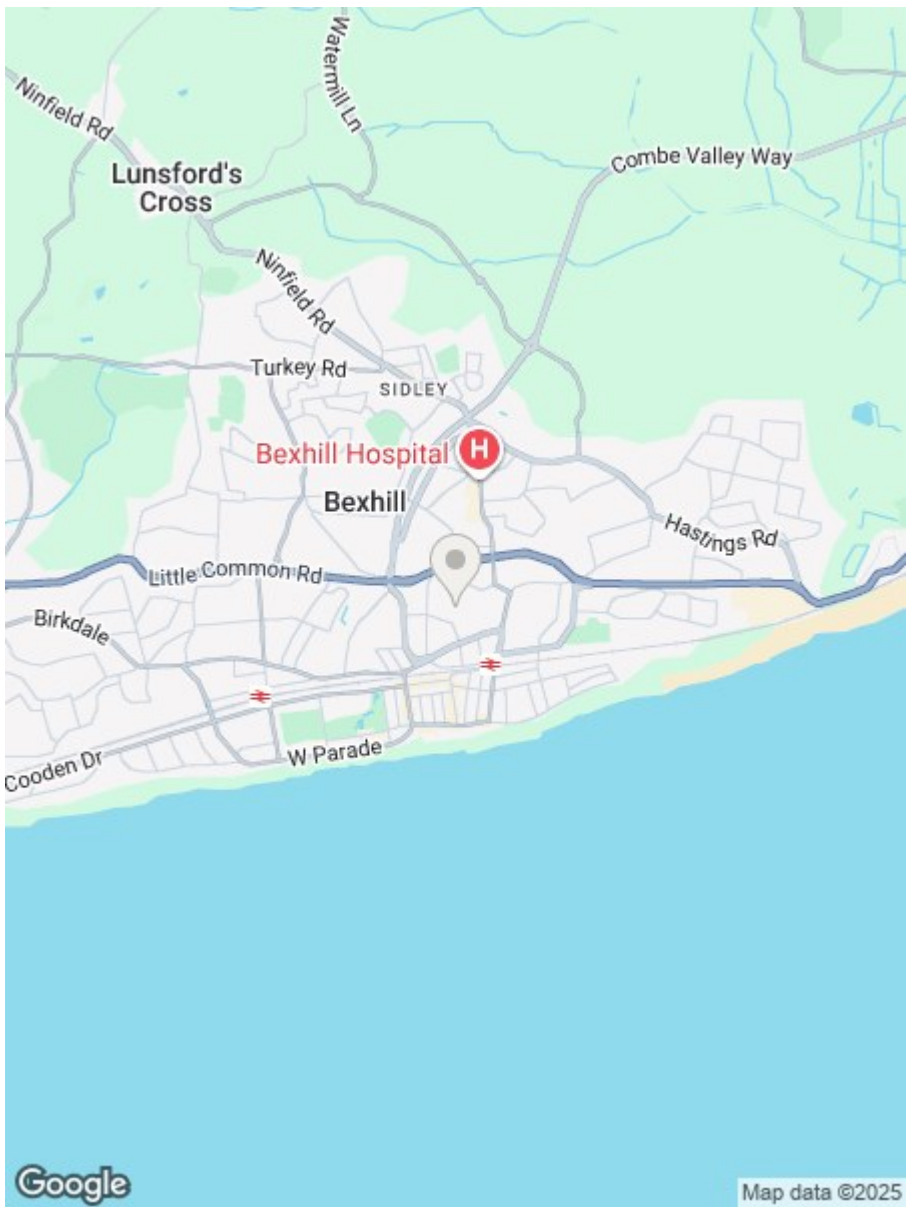 Watermill Ln
Ninfield Rd
Combe Valley Way
Lunsford's
Cross
Ninfield Rd
Turkey Rd
SIDLEY
Bexhill Hospital
H
Bexhill
Hastings Rd
Little Common Rd
Birkdale
W Parade
Cooden Dr
Google
Map data ©2025